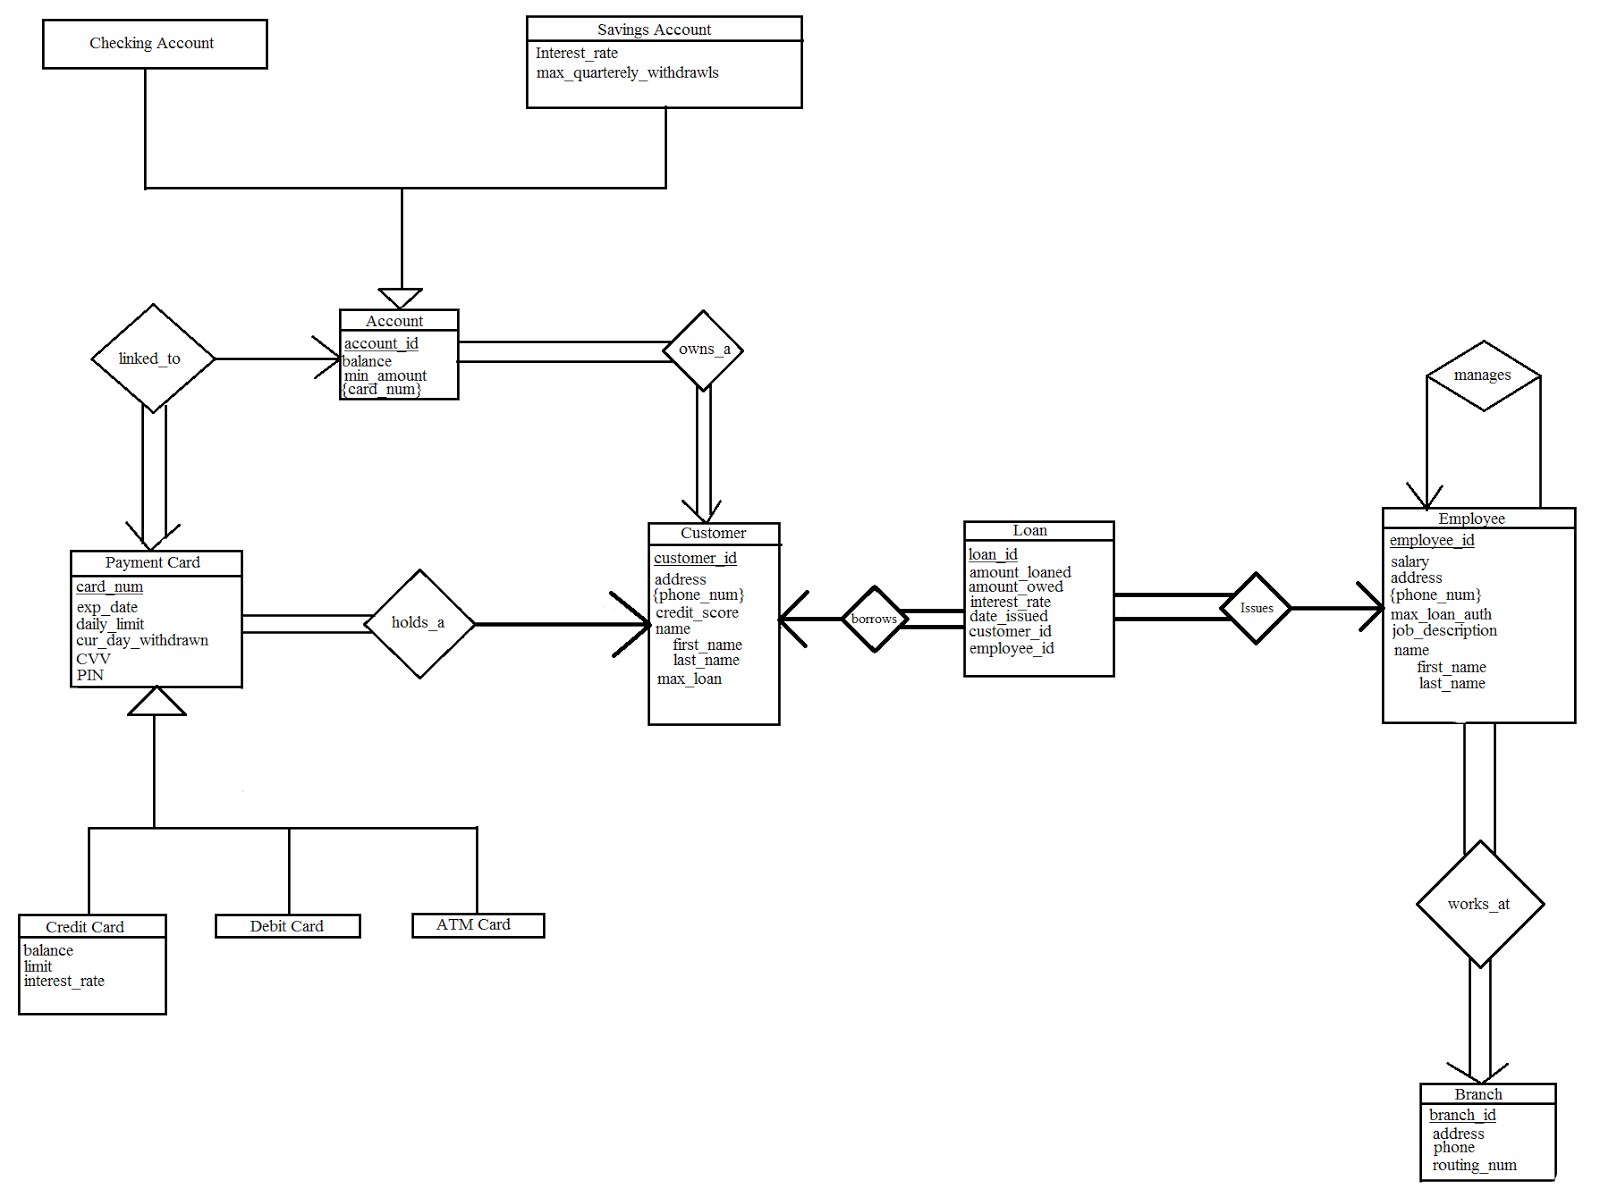 Checking Account
Savings Account
Interest_rate
max_quarterely_withdrawls
linked_to
Account
account_id
balance
min_amount
{card_num}
owns_a
manages
Payment Card
card_num
exp_date
daily_limit
cur_day_withdrawn
CVV
PIN
holds_a
Customer
customer_id
address
{phone_num}
credit_score
name
first_name
last_name
max_loan
borrows
Loan
loan_id
amount_loaned
amount_owed
interest_rate
date_issued
customer_id
employee_id
Issues
Employee
employee_id
salary
address
{phone_num}
max_loan_auth
job_description
name
first_name
last_name
Credit Card
balance
limit
interest_rate
Debit Card
ATM Card
works_at
Branch
branch_id
address
phone
routing_num